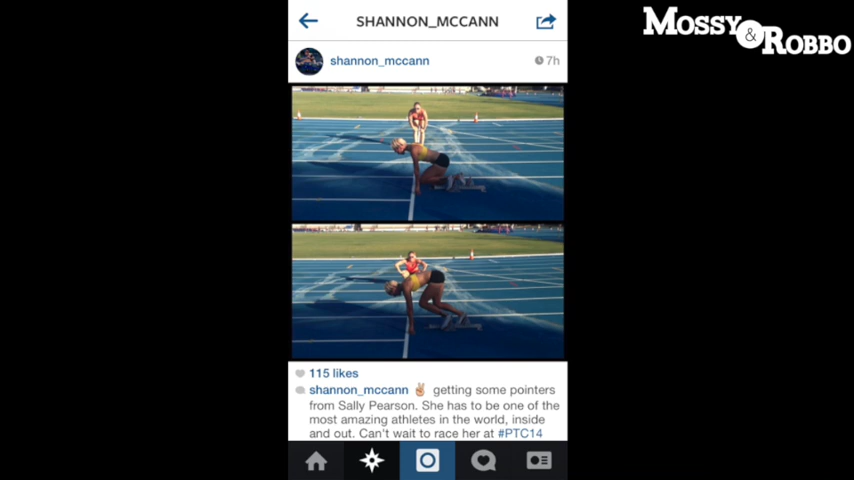 SHANNON_MCCANN
MOSSY & ROBBO
shannon_mccann
7h
115 likes
shannon_mccann ✌ getting some pointers
from Sally Pearson. She has to be one of the
most amazing athletes in the world, inside
and out. Can't wait to race her at #PTC14